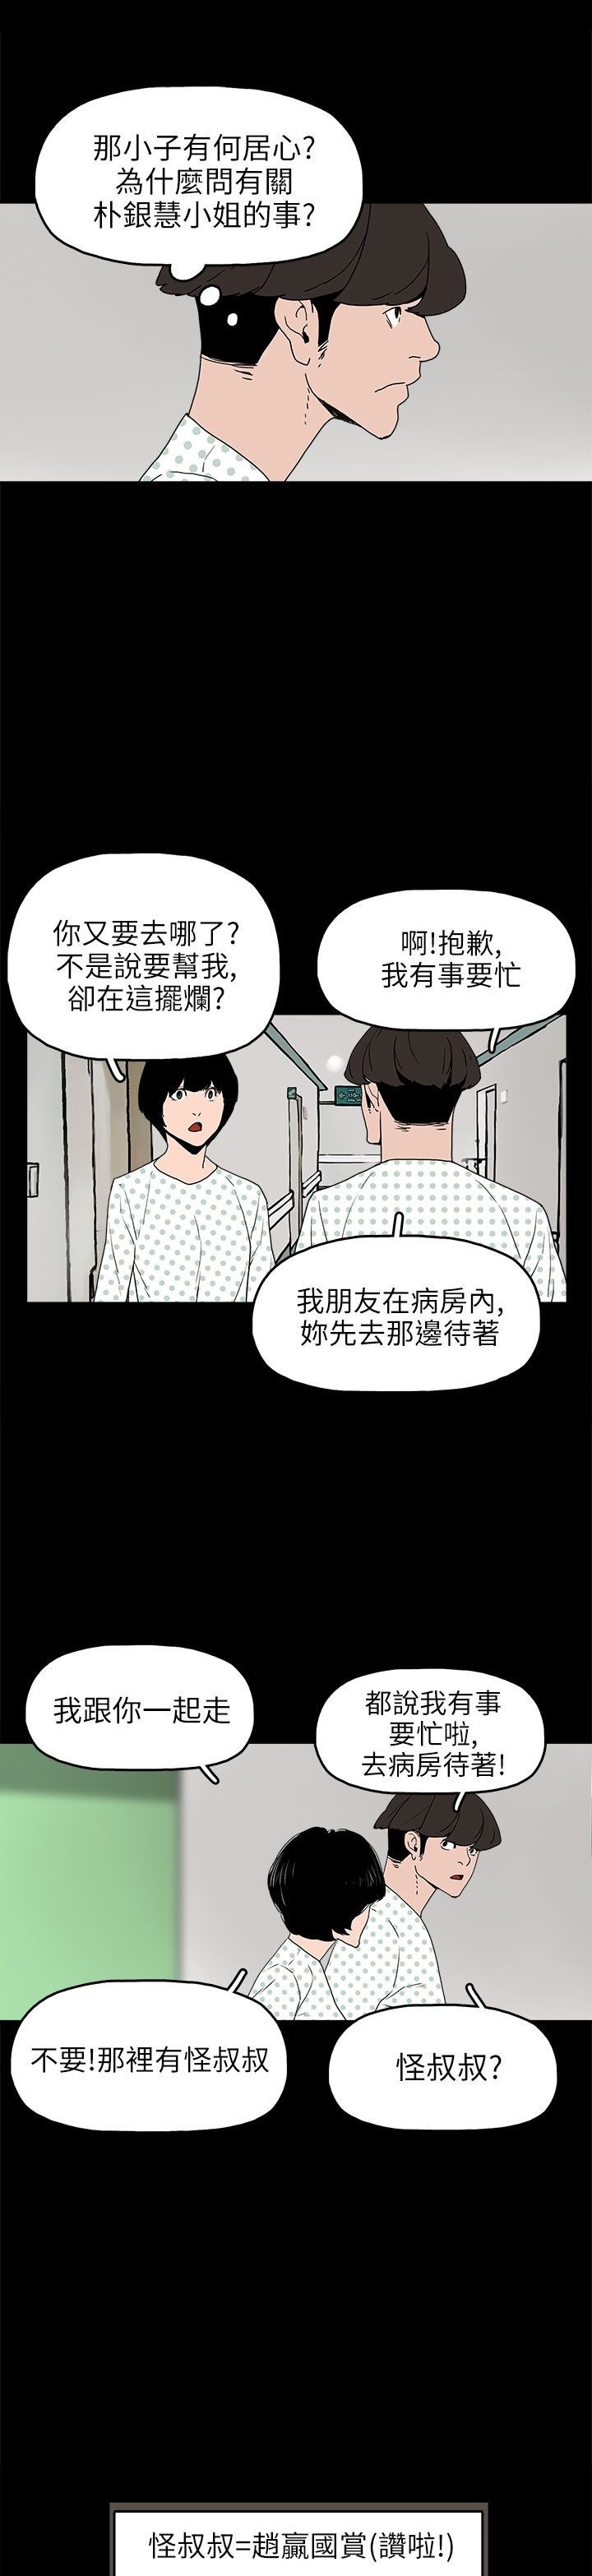 那小子有何居心?
為什麼問有關
朴銀慧小姐的事?
你又要去哪了?
不是說要幫我,
卻在這擺爛?
啊!抱歉,
我有事要忙
我朋友在病房內,
妳先去那邊待著
我跟你一起走
都說我有事
要忙啦,
去病房待著!
不要!那裡有怪叔叔
怪叔叔?
怪叔叔=趙贏國賞(讚啦!)